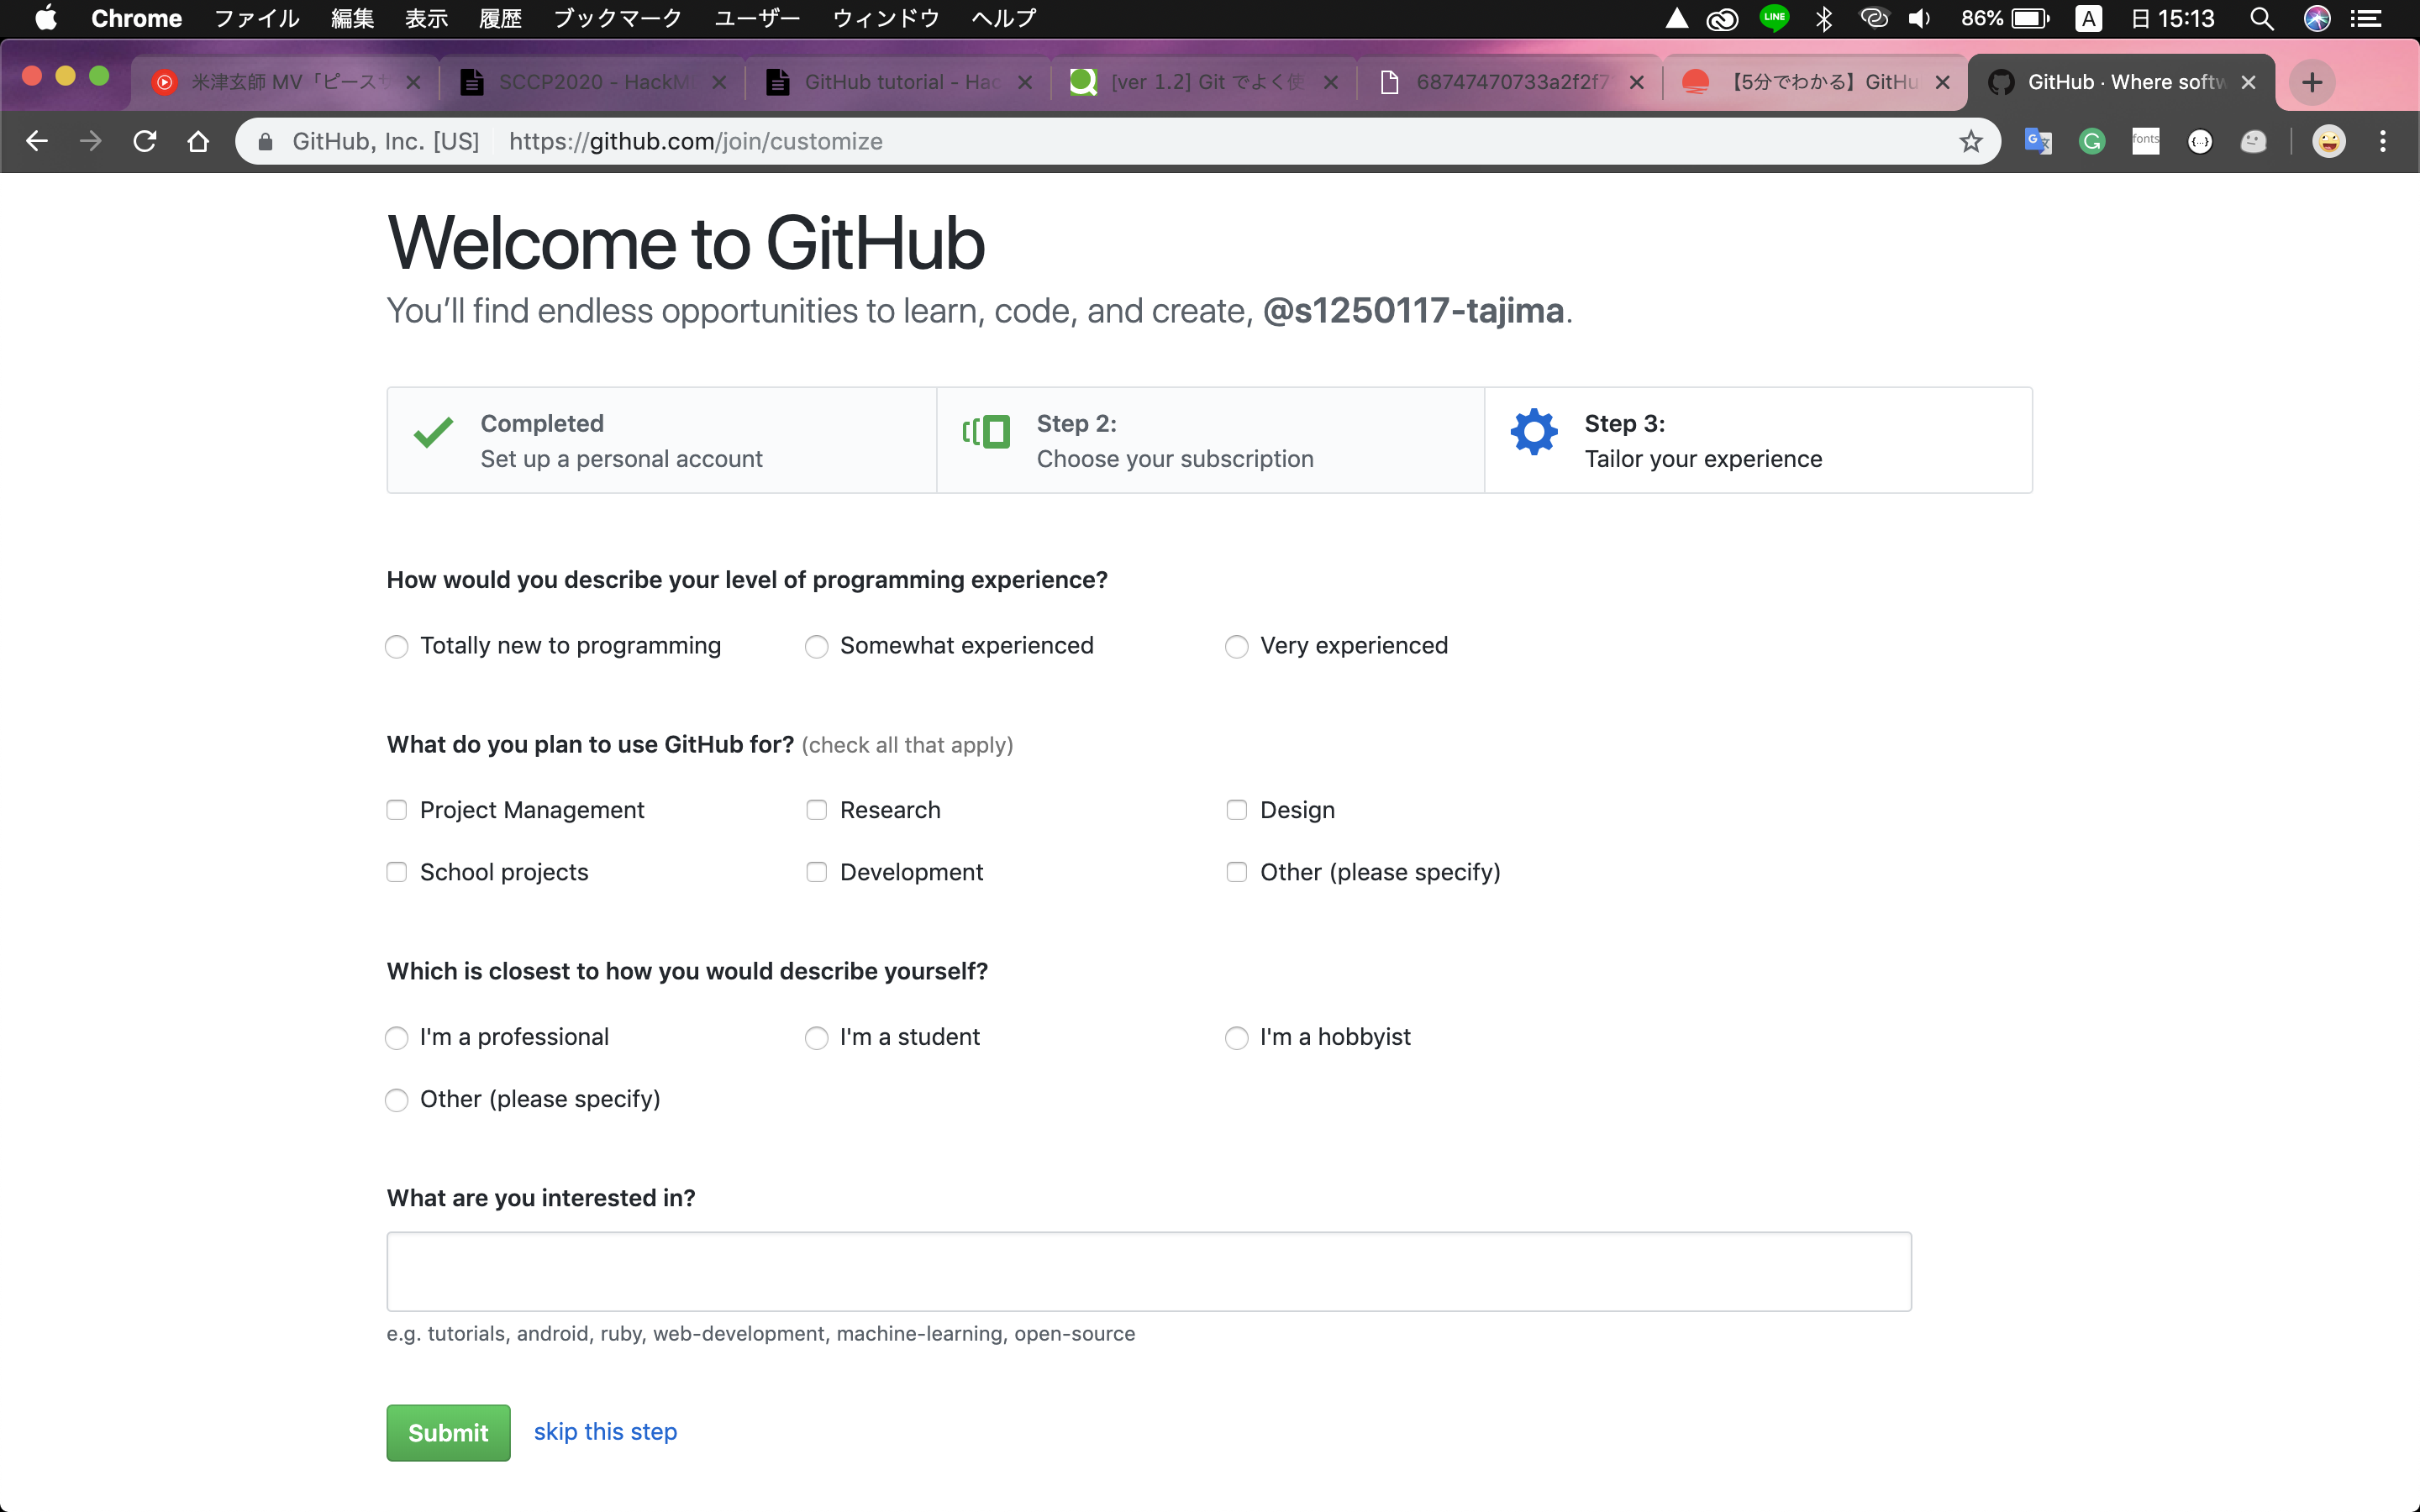 Chrome ファイル 編集 表示 履歴 ブックマーク ユーザー ウィンドウ ヘルプ LINE 86% A 日 15:13
米津玄師 MV「ピースサ SCCP2020 - HackM GitHub tutorial - Hac [ver 1.2] Git でよく使 68747470733a2f2f7 【5分でわかる】GitHu GitHub · Where softw
GitHub, Inc. [US] https://github.com/join/customize fonts
Welcome to GitHub
You’ll find endless opportunities to learn, code, and create, @s1250117-tajima.
Completed
Set up a personal account
Step 2:
Choose your subscription
Step 3:
Tailor your experience
How would you describe your level of programming experience?
Totally new to programming Somewhat experienced Very experienced
What do you plan to use GitHub for? (check all that apply)
Project Management Research Design
School projects Development Other (please specify)
Which is closest to how you would describe yourself?
I'm a professional I'm a student I'm a hobbyist
Other (please specify)
What are you interested in?
e.g. tutorials, android, ruby, web-development, machine-learning, open-source
Submit skip this step